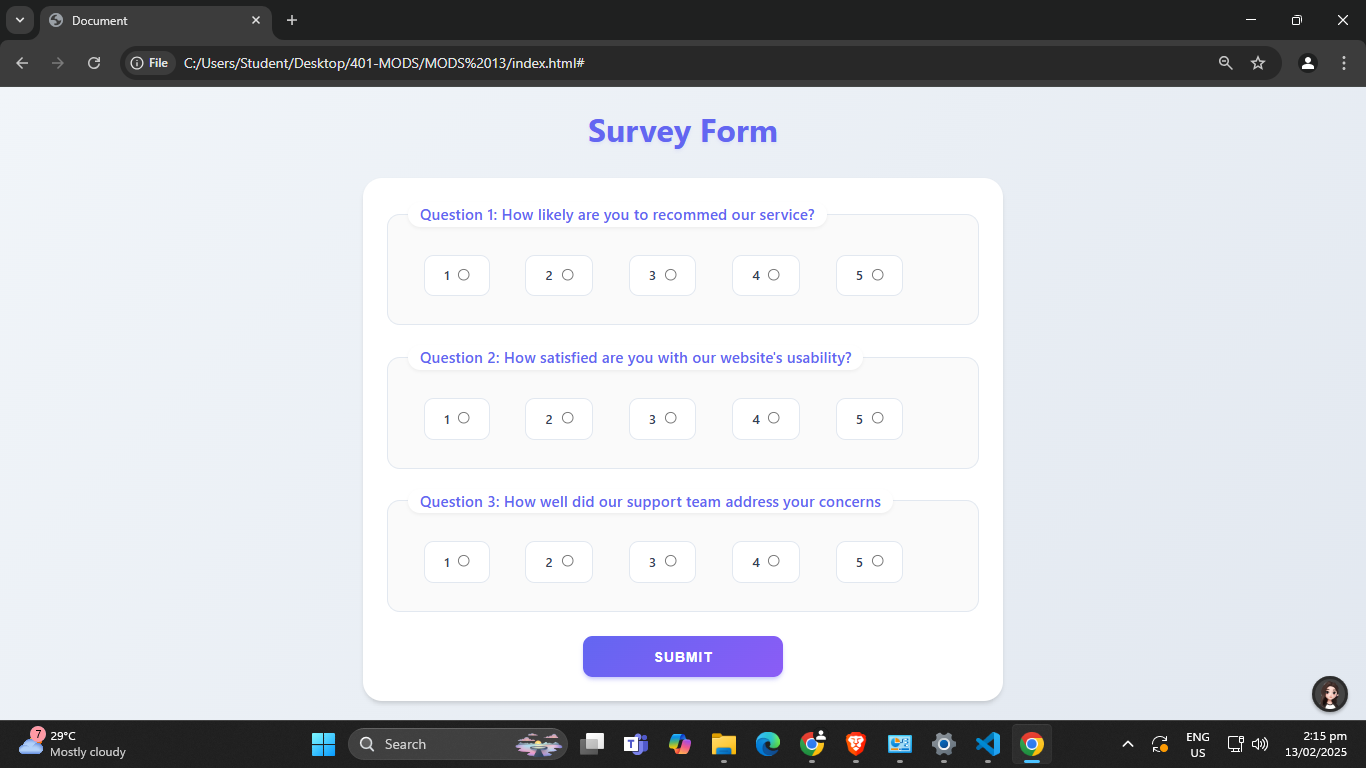 Document
File
C:/Users/Student/Desktop/401-MODS/MODS%2013/index.html#
Survey Form
Question 1: How likely are you to recommed our service?
1 2 3 4 5
Question 2: How satisfied are you with our website's usability?
1 2 3 4 5
Question 3: How well did our support team address your concerns
1 2 3 4 5
SUBMIT
7
29°C
Mostly cloudy
Search
ENG
US
2:15 pm
13/02/2025